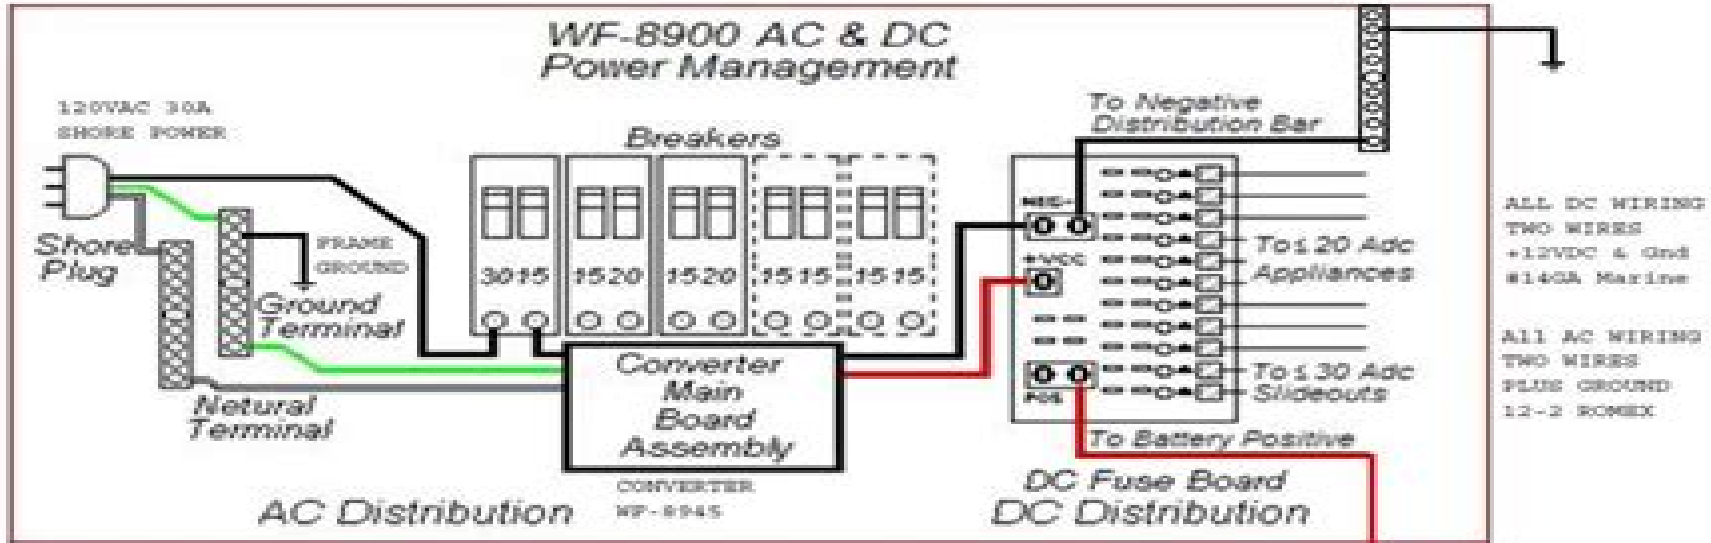 WF-8900 AC & DC
Power Management
120VAC 30A
SHORE POWER
Breakers
To Negative
Distribution Bar
NEG-
+VCC
POS
Shore
Plug
FRAME
GROUND
Ground
Terminal
Netural
Terminal
30 15
15 20
15 20
15 15
15 15
Converter
Main
Board
Assembly
CONVERTER
WF-8945
AC Distribution
To ≤ 20 Adc
Appliances
To ≤ 30 Adc
Slideouts
To Battery Positive
DC Fuse Board
DC Distribution
ALL DC WIRING
TWO WIRES
+12VDC & Gnd
#14GA Marine
All AC WIRING
TWO WIRES
PLUS GROUND
12-2 ROMEX